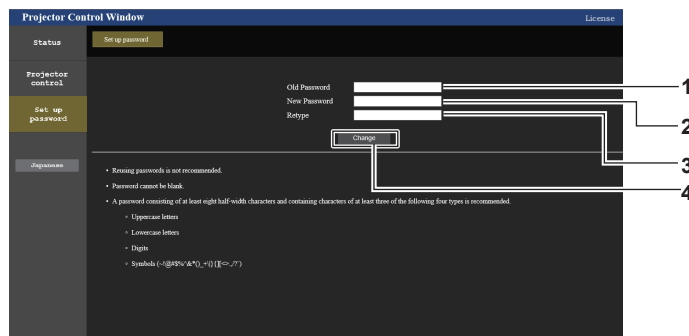 Projector Control Window License
Status
Set up password
Projector
control
Set up
password
Japanese
Old Password
New Password
Retype
Change
1
2
3
4
• Reusing passwords is not recommended.
• Password cannot be blank.
• A password consisting of at least eight half-width characters and containing characters of at least three of the following four types is recommended.
◦ Uppercase letters
◦ Lowercase letters
◦ Digits
◦ Symbols (~!@#$%^&*()_+\|}{][<>.,/?`)